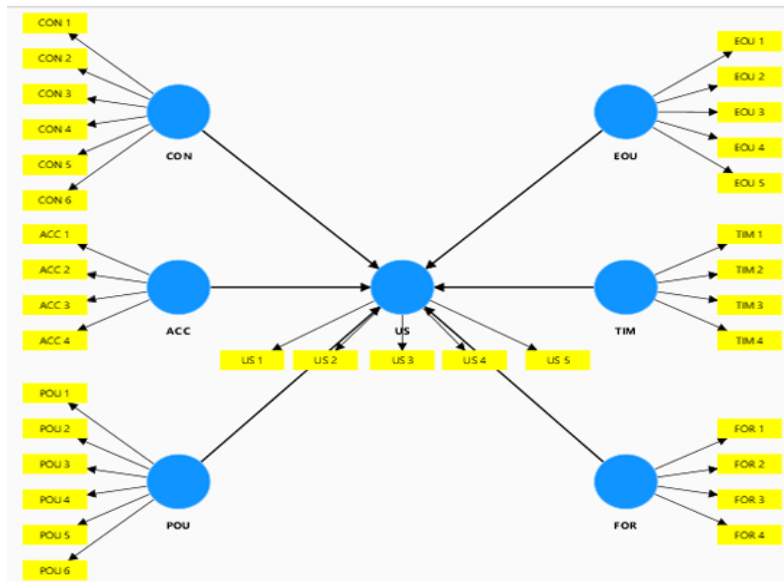 CON 1
CON 2
CON 3
CON 4
CON 5
CON 6
CON
EOU 1
EOU 2
EOU 3
EOU 4
EOU 5
EOU
ACC 1
ACC 2
ACC 3
ACC 4
ACC
US
US 1
US 2
US 3
US 4
US 5
TIM 1
TIM 2
TIM 3
TIM 4
TIM
POU 1
POU 2
POU 3
POU 4
POU 5
POU 6
POU
FOR 1
FOR 2
FOR 3
FOR 4
FOR